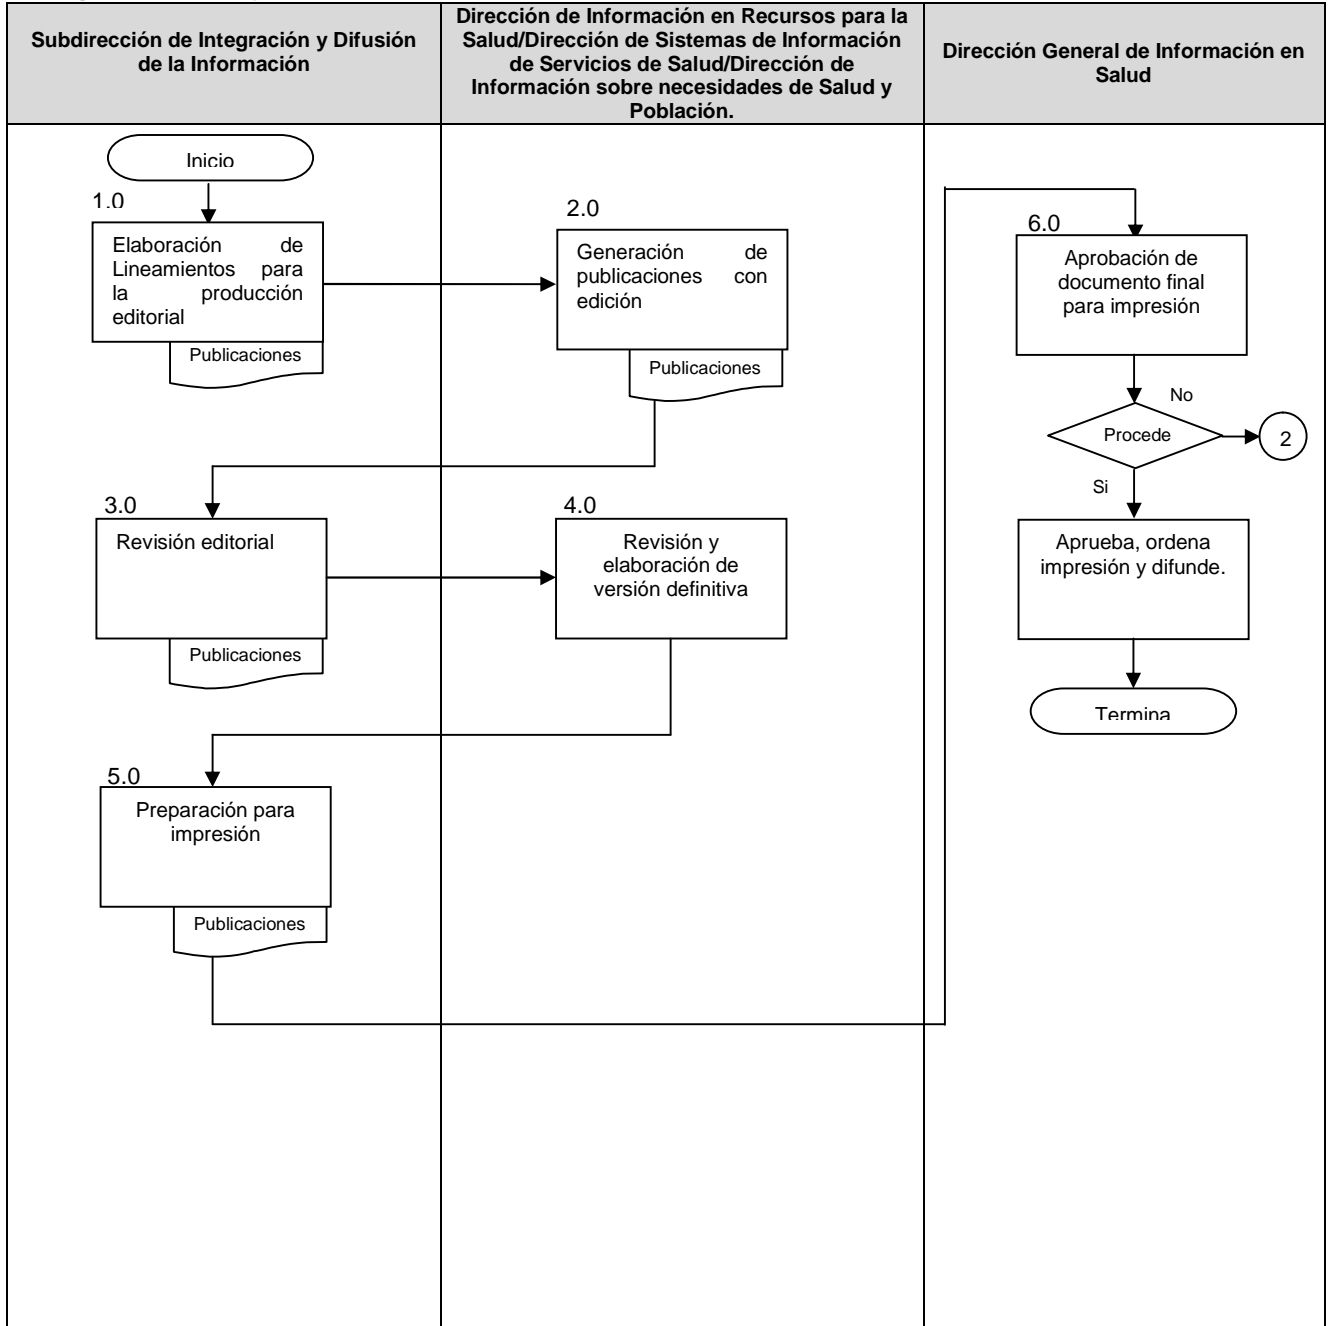 Subdirección de Integración y Difusión
de la Información
Dirección de Información en Recursos para la
Salud/Dirección de Sistemas de Información
de Servicios de Salud/Dirección de
Información sobre necesidades de Salud y
Población.
Dirección General de Información en
Salud
Inicio
1.0
Elaboración de
Lineamientos para
la producción
editorial
Publicaciones
2.0
Generación de
publicaciones con
edición
Publicaciones
3.0
Revisión editorial
Publicaciones
4.0
Revisión y
elaboración de
versión definitiva
5.0
Preparación para
impresión
Publicaciones
6.0
Aprobación de
documento final
para impresión
No
Procede
2
Si
Aprueba, ordena
impresión y difunde.
Termina